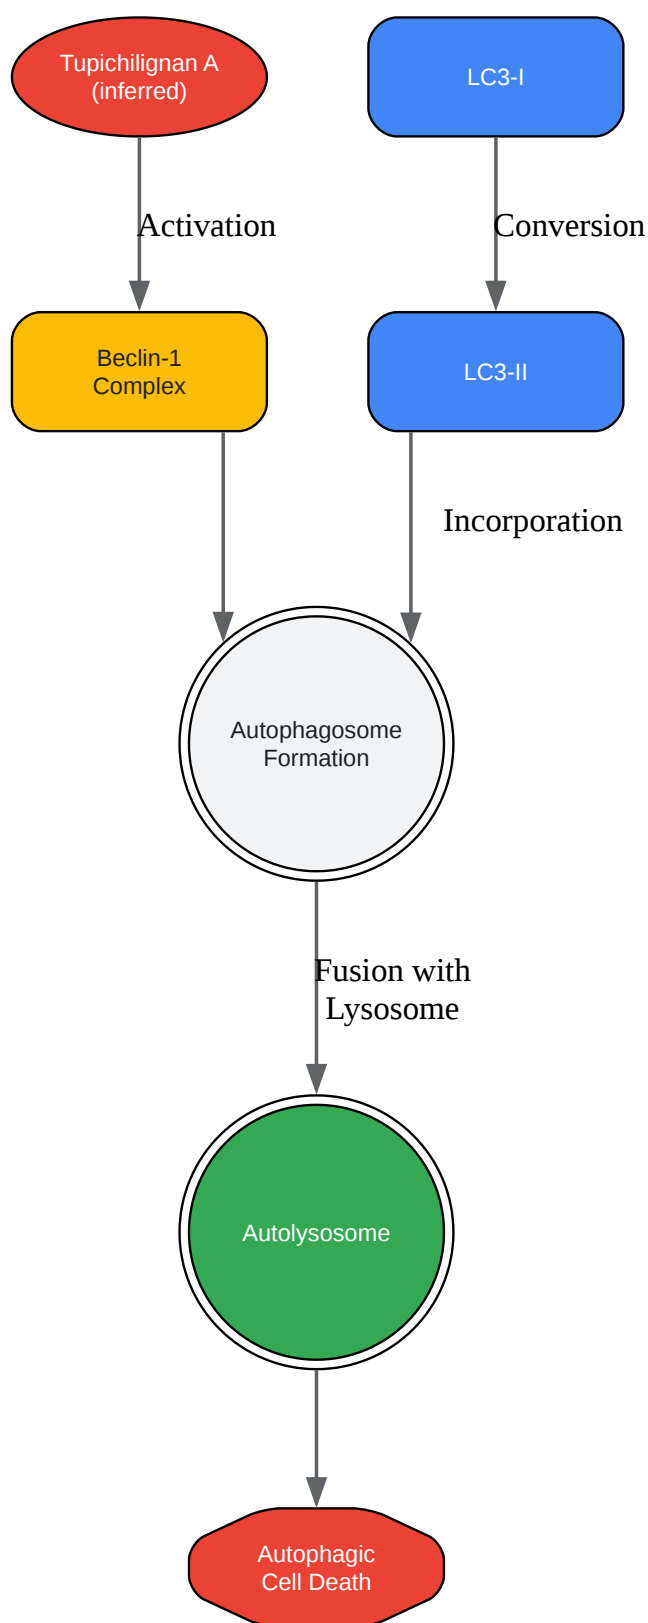 Tupichilignan A
(inferred)
LC3-I
Activation
Conversion
Beclin-1
Complex
LC3-II
Incorporation
Autophagosome
Formation
Fusion with
Lysosome
Autolysosome
Autophagic
Cell Death